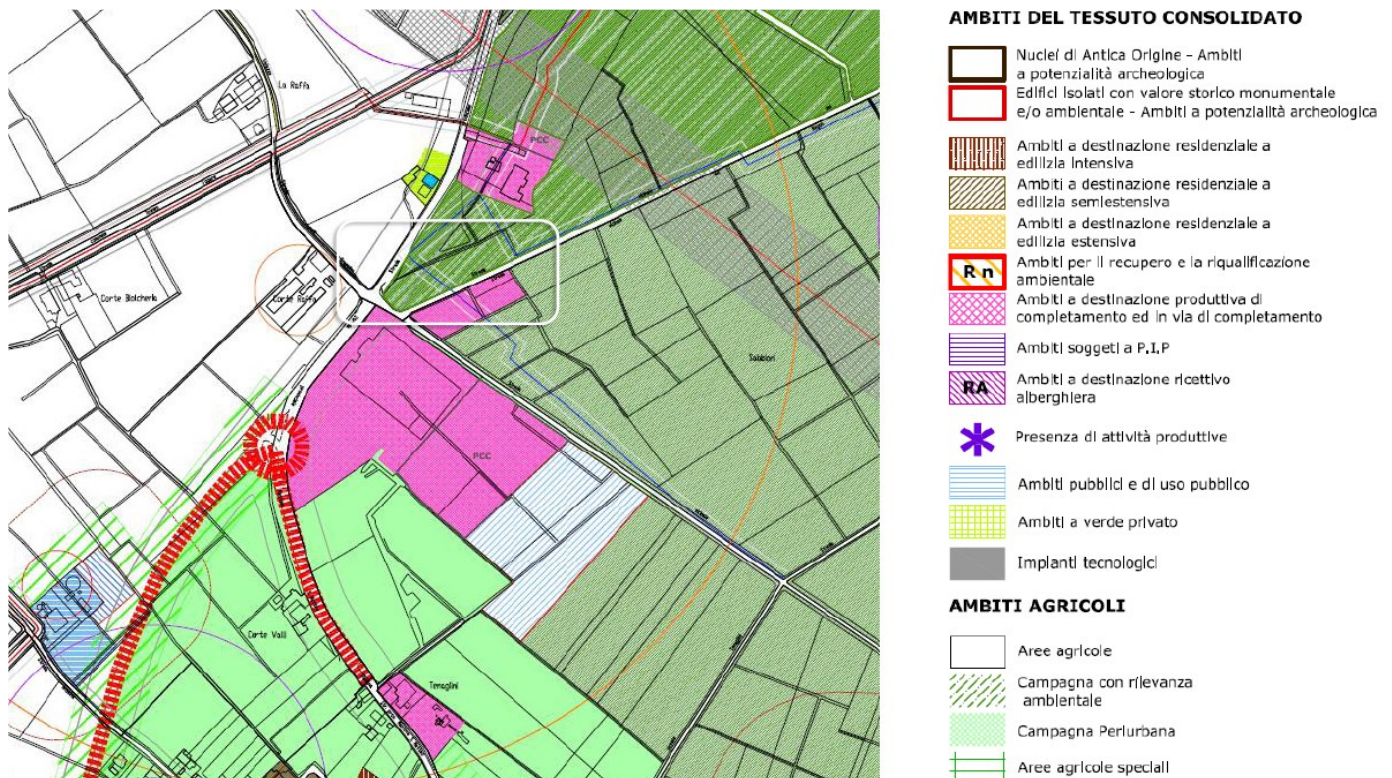 La Raffa
PCC
Corte Bialcheria
Corte Raffa
Sabbioni
PCC
Corte Valli
Tenaglini
AMBITI DEL TESSUTO CONSOLIDATO
Nuclei di Antica Origine - Ambiti
a potenzialità archeologica
Edifici isolati con valore storico monumentale
e/o ambientale - Ambiti a potenzialità archeologica
Ambiti a destinazione residenziale a
edilizia intensiva
Ambiti a destinazione residenziale a
edilizia semiestensiva
Ambiti a destinazione residenziale a
edilizia estensiva
R n
Ambiti per il recupero e la riqualificazione
ambientale
Ambiti a destinazione produttiva di
completamento ed in via di completamento
Ambiti soggeti a P.I.P
RA
Ambiti a destinazione ricettivo
alberghiera
Presenza di attività produttive
Ambiti pubblici e di uso pubblico
Ambiti a verde privato
Impianti tecnologici
AMBITI AGRICOLI
Aree agricole
Campagna con rilevanza
ambientale
Campagna Periurbana
Aree agricole speciali